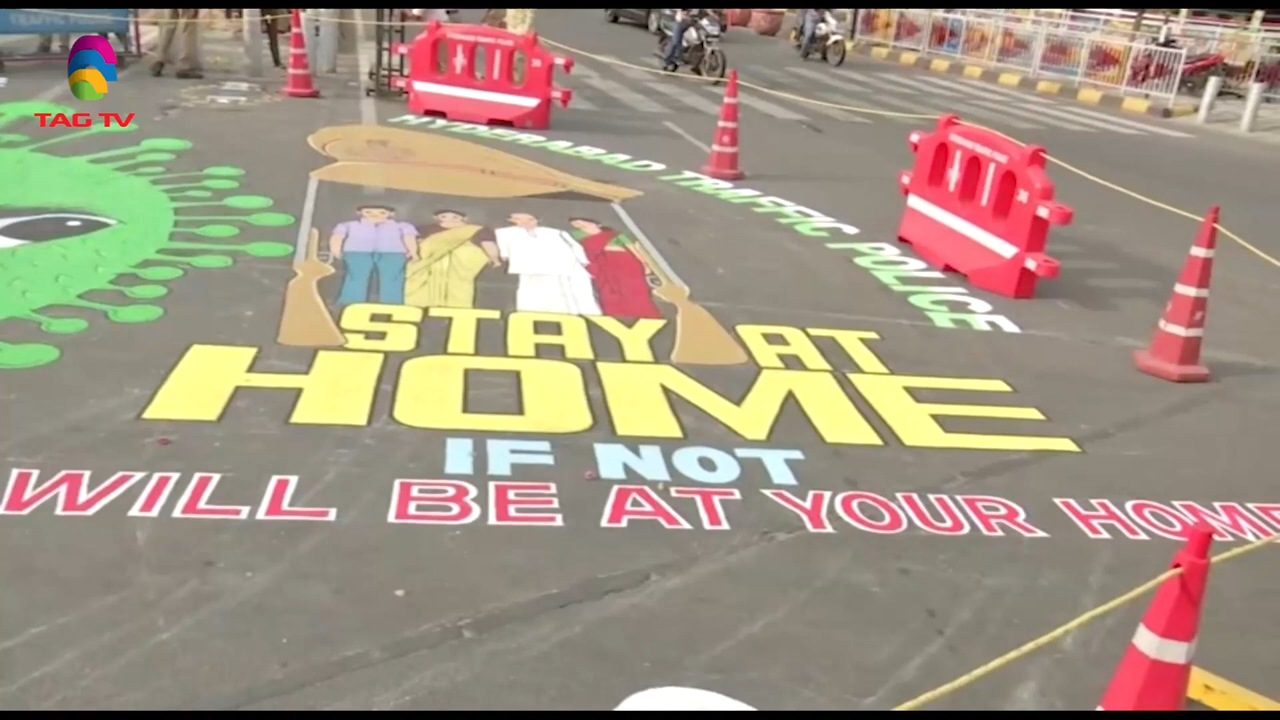 TAG TV
HYDERABAD TRAFFIC POLICE
STAY AT
HOME
IF NOT
WILL BE AT YOUR HOME